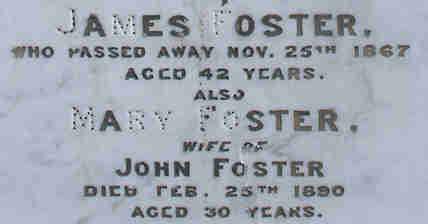 JAMES FOSTER.
WHO PASSED AWAY NOV. 25TH 1867
AGED 42 YEARS.
ALSO
MARY FOSTER.
WIFE OF
JOHN FOSTER
DIED FEB. 25TH 1890
AGED 30 YEARS.